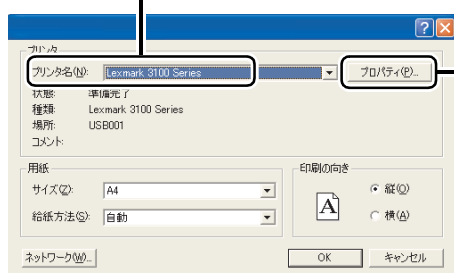 プリンタ
プリンタ名(N): Lexmark 3100 Series プロパティ(P)...
状態: 準備完了
種類: Lexmark 3100 Series
場所: USB001
コメント:
用紙 印刷の向き
サイズ(Z): A4 縦(O)
給紙方法(S): 自動 A 横(A)
ネットワーク(W)... OK キャンセル